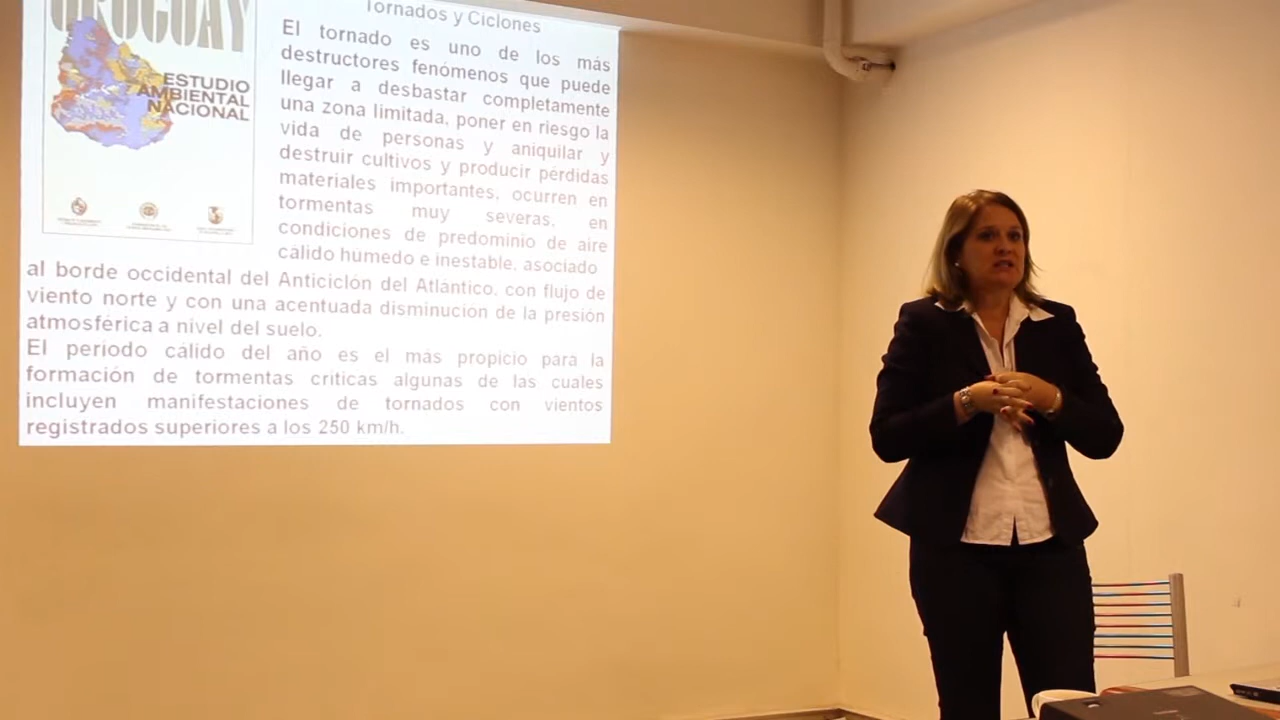 URUGUAY
ESTUDIO
AMBIENTAL
NACIONAL
Tornados y Ciclones
El tornado es uno de los más
destructores fenómenos que puede
llegar a desbastar completamente
una zona limitada, poner en riesgo la
vida de personas y aniquilar y
destruir cultivos y producir pérdidas
materiales importantes, ocurren en
tormentas muy severas, en
condiciones de predominio de aire
cálido humedo e inestable, asociado
al borde occidental del Anticiclón del Atlántico, con flujo de
viento norte y con una acentuada disminución de la presión
atmosférica a nivel del suelo.
El periodo cálido del año es el más propicio para la
formación de tormentas criticas algunas de las cuales
incluyen manifestaciones de tornados con vientos
registrados superiores a los 250 km/h.